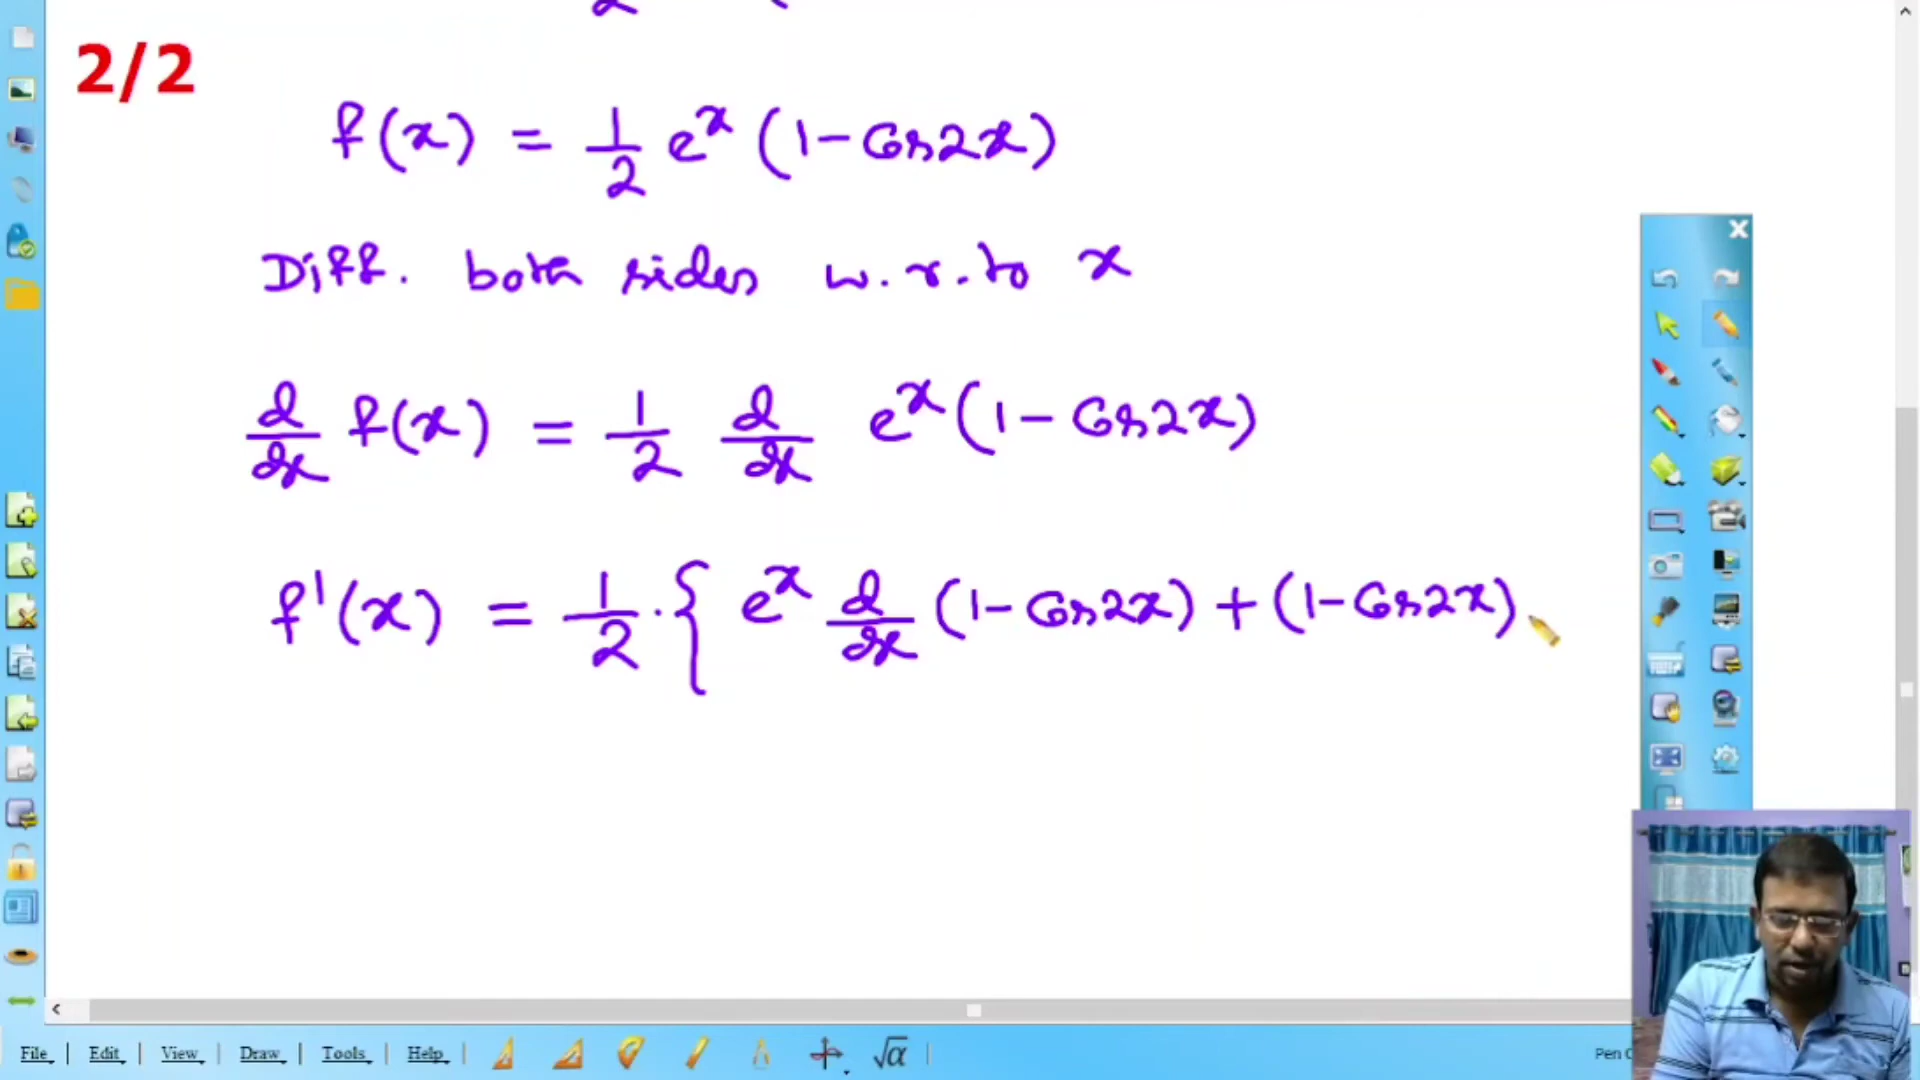 2/2
f(x) = 1/2 e^x (1-Cos2x)
Diff. both sides w.r.to x
d/dx f(x) = 1/2 d/dx e^x(1-Cos2x)
f'(x) = 1/2 . { e^x d/dx (1-Cos2x) + (1-Cos2x)
File Edit View Draw Tools Help √α
Pen